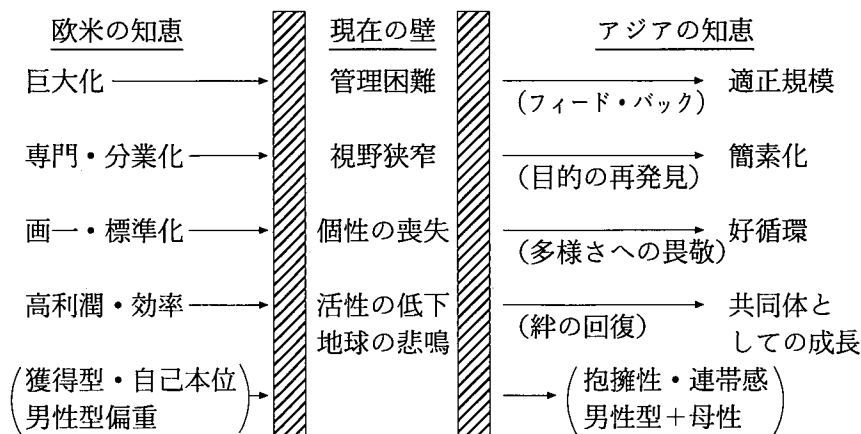 欧米の知恵 現在の壁 アジアの知恵
巨大化 管理困難 (フィード・バック) 適正規模
専門・分業化 視野狭窄 (目的の再発見) 簡素化
画一・標準化 個性の喪失 (多様さへの畏敬) 好循環
高利潤・効率 活性の低下 (絆の回復) 共同体と
地球の悲鳴 しての成長
(獲得型・自己本位 (抱擁性・連帯感
男性型偏重) 男性型+母性)